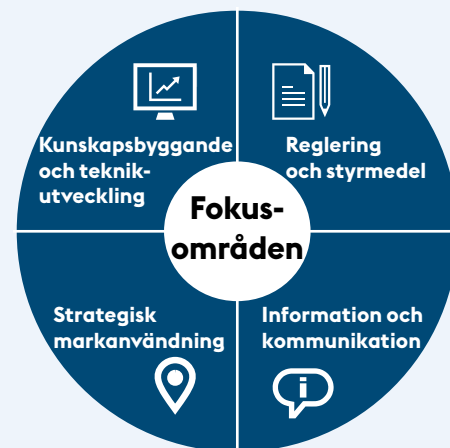 Kunskapsbyggande
och teknik-
utveckling
Reglering
och styrmedel
Fokus-
områden
Strategisk
markanvändning
Information och
kommunikation